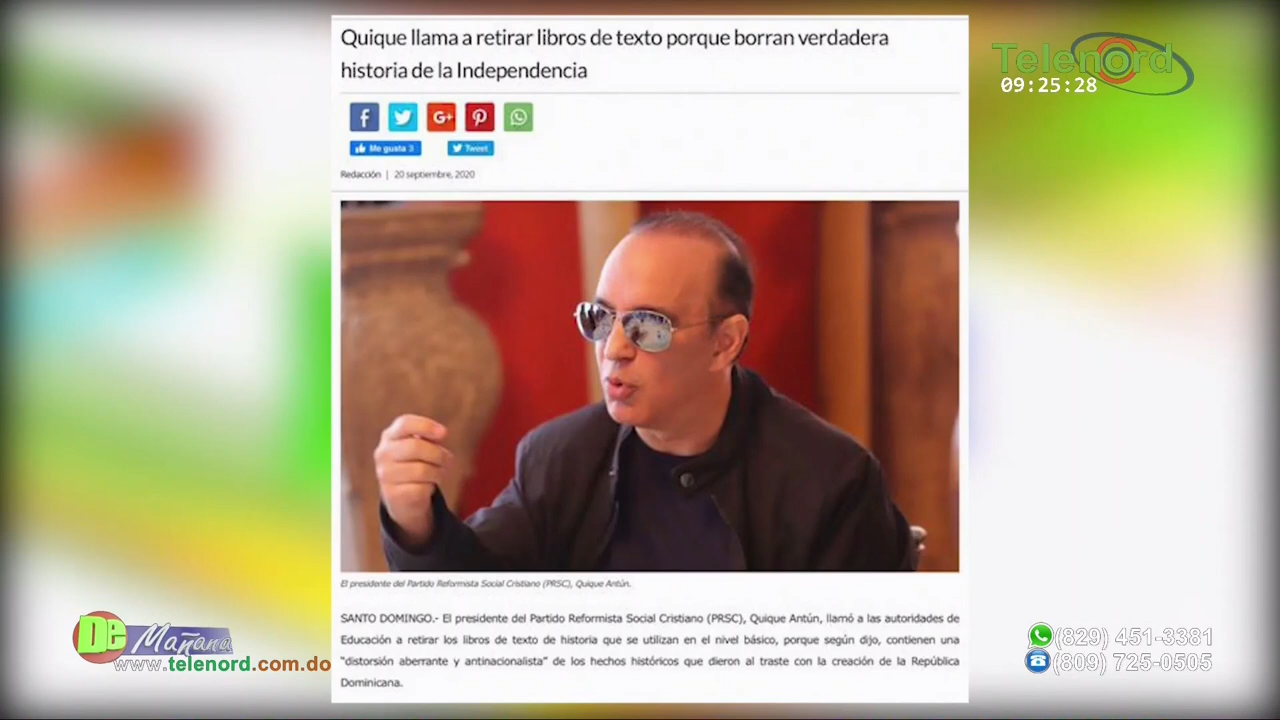 Quique llama a retirar libros de texto porque borran verdadera
historia de la Independencia
Telenord
09:25:28
Me gusta 3
Tweet
Redacción | 20 septiembre, 2020
El presidente del Partido Reformista Social Cristiano (PRSC), Quique Antún.
SANTO DOMINGO.- El presidente del Partido Reformista Social Cristiano (PRSC), Quique Antún, llamó a las autoridades de
Educación a retirar los libros de texto de historia que se utilizan en el nivel básico, porque según dijo, contienen una
"distorsión aberrante y antinacionalista" de los hechos históricos que dieron al traste con la creación de la República
Dominicana.
De Mañana
www.telenord.com.do
(829) 451-3381
(809) 725-0505